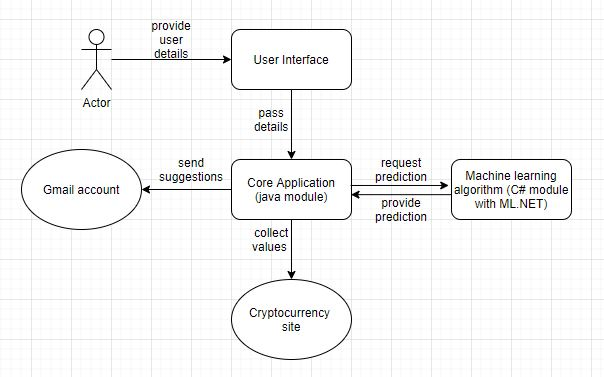 provide
user
details
User Interface
Actor
pass
details
send
suggestions
Gmail account
Core Application
(java module)
request
prediction
provide
prediction
Machine learning
algorithm (C# module
with ML.NET)
collect
values
Cryptocurrency
site